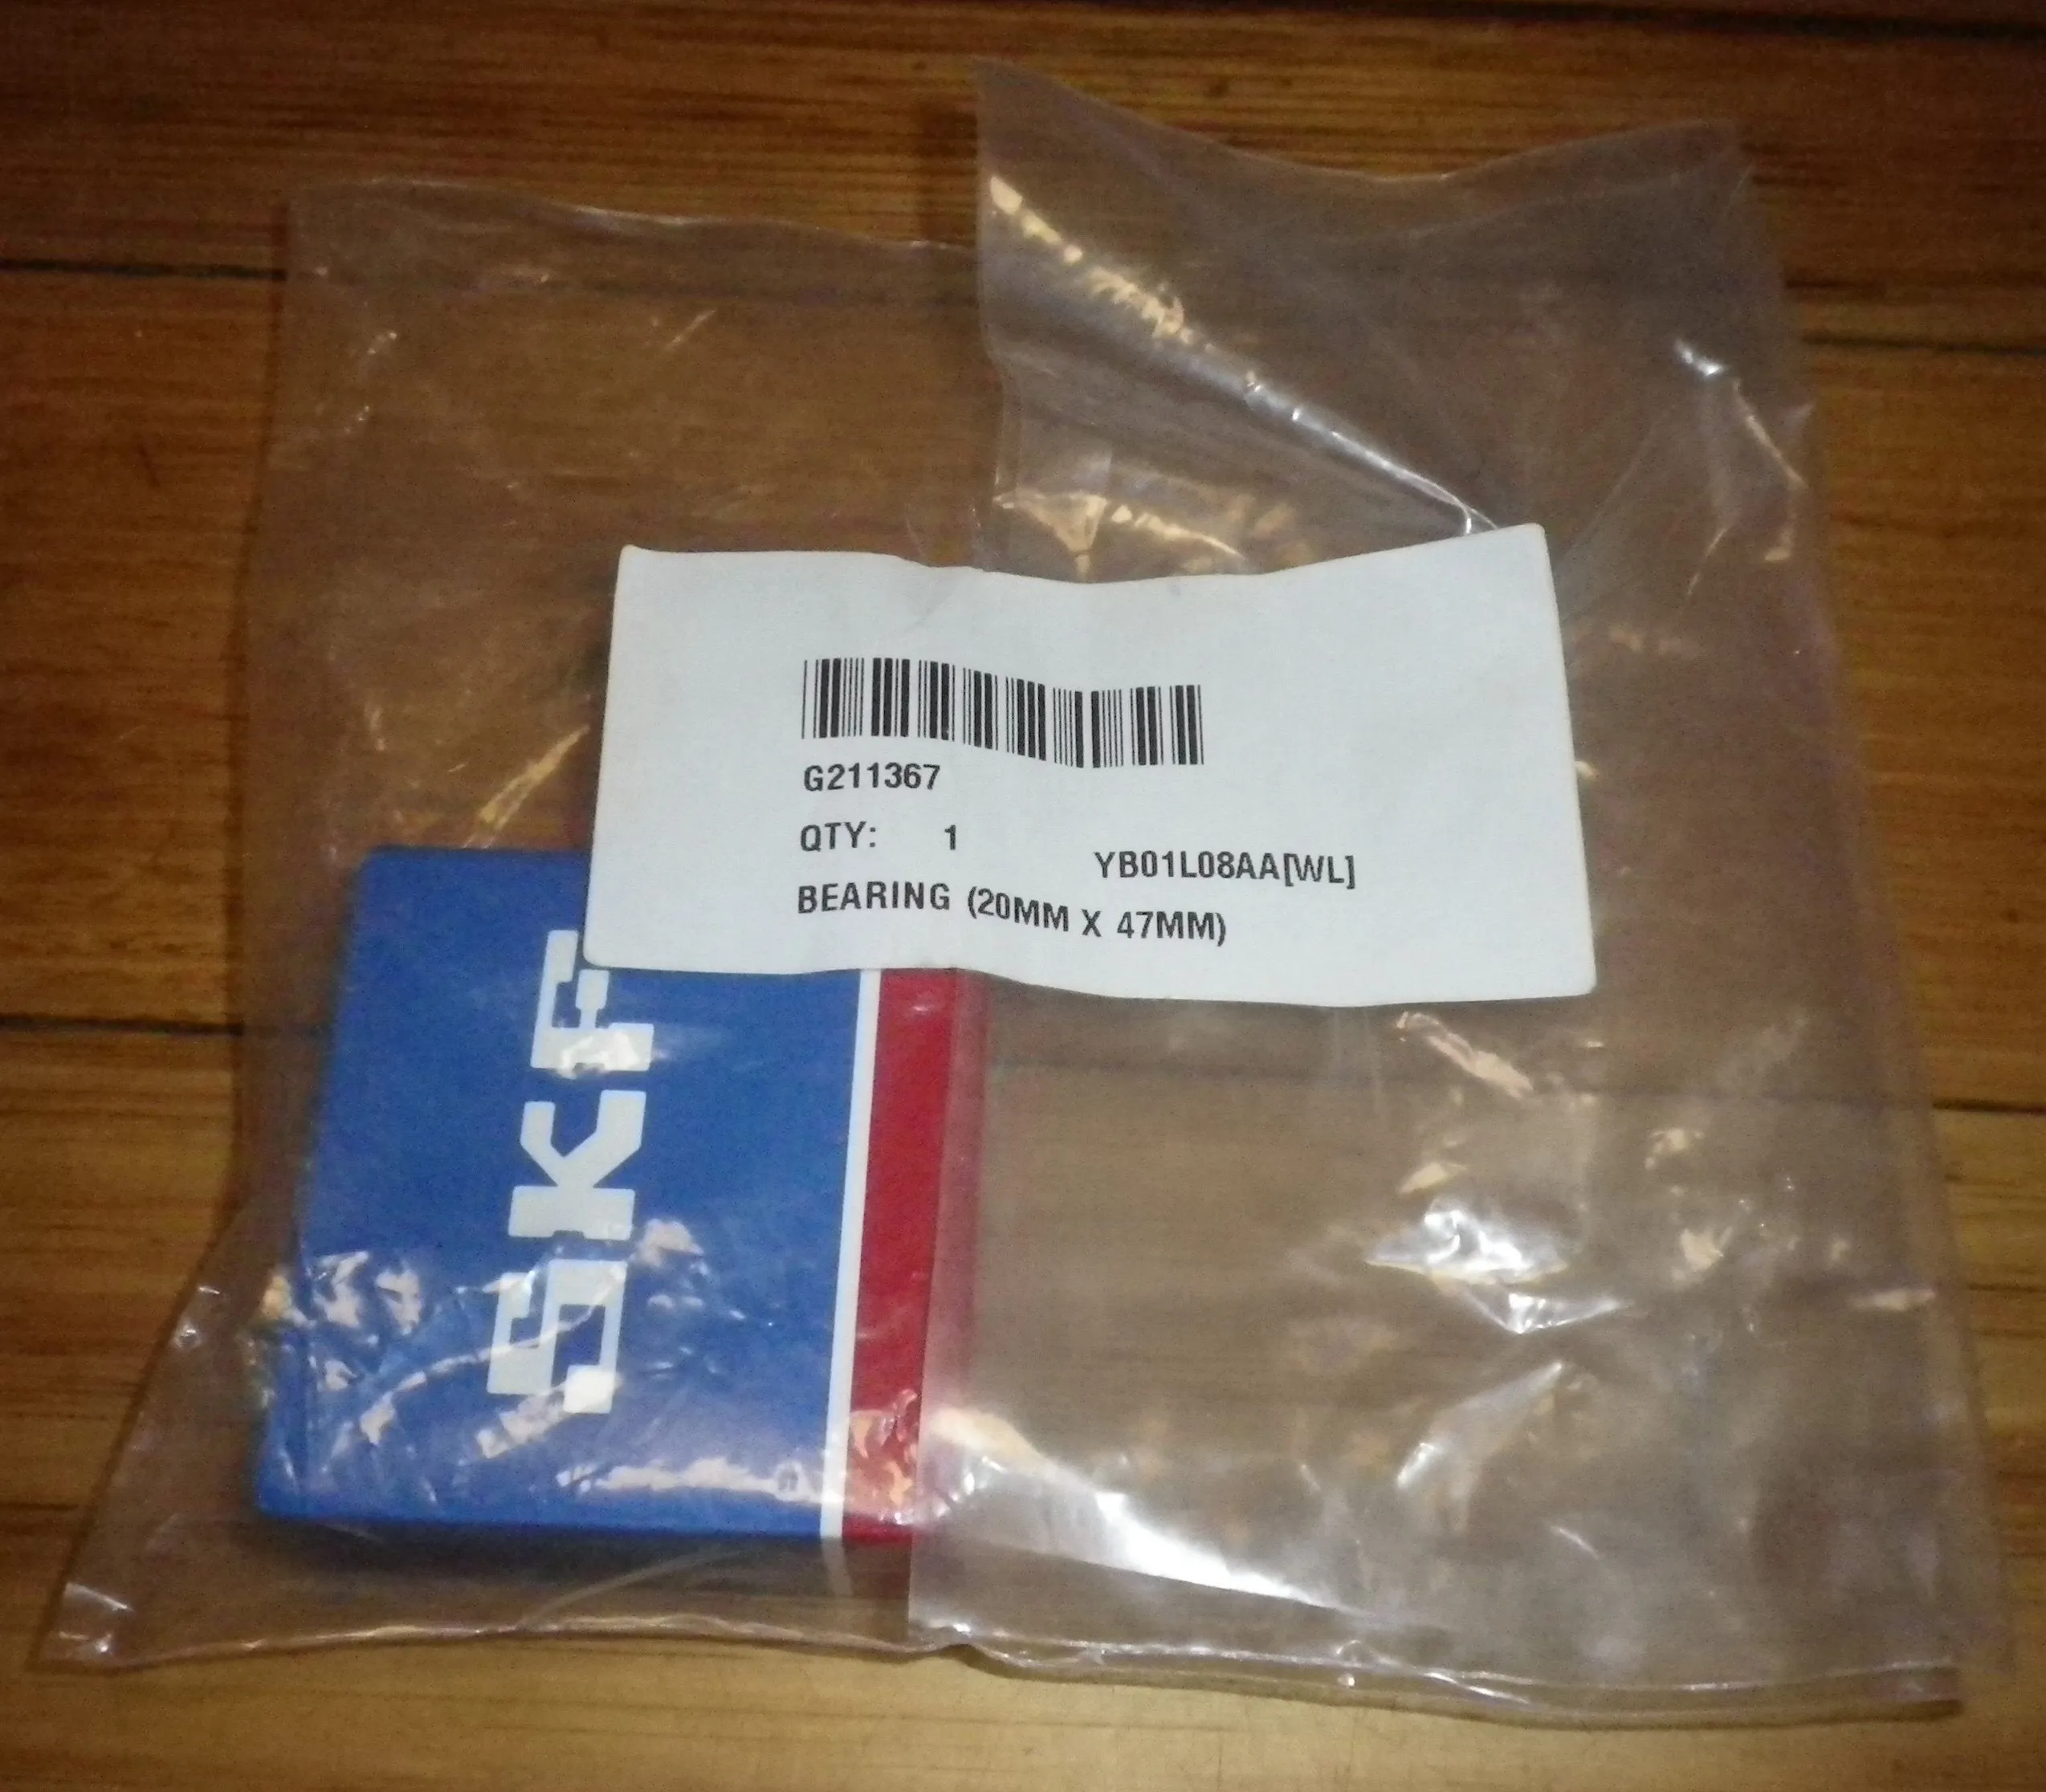 G211367
QTY: 1
YB01L08AA[WL]
BEARING (20MM X 47MM)
SKF